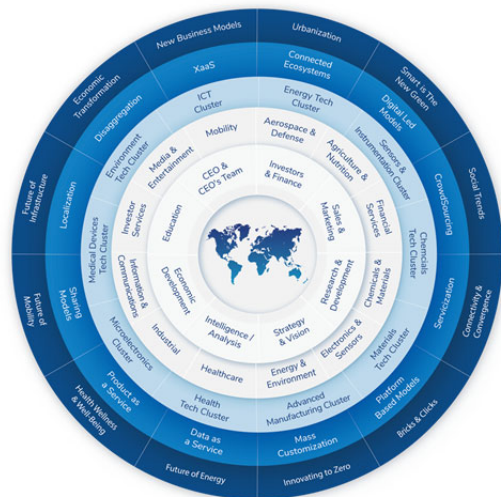 New Business Models
Urbanization
Smart is The
New Green
Social Trends
Connectivity &
Convergence
Bricks & Clicks
Innovating to Zero
Future of Energy
Health Wellness
& Well-Being
Future of
Mobility
Future of
Infrastructure
Economic
Transformation
XaaS
Connected
Ecosystems
Digital Led
Models
CrowdSourcing
Servicization
Platform
Based Models
Mass
Customization
Data as
a Service
Product as
a Service
Sharing
Models
Localization
Disaggregation
ICT
Cluster
Energy Tech
Cluster
Sensors &
Instrumentation Cluster
Chemcials
Tech Cluster
Materials
Tech Cluster
Advanced
Manufacturing Cluster
Health
Tech Cluster
Microelectronics
Cluster
Medical Devices
Tech Cluster
Environment
Tech Cluster
Mobility
Aerospace &
Defense
Agriculture &
Nutrition
Financial
Services
Chemicals &
Materials
Electronics &
Sensors
Energy &
Environment
Healthcare
Industrial
Information &
Communications
Investor
Services
Media &
Entertainment
CEO &
CEO's Team
Investors
& Finance
Sales &
Marketing
Research &
Development
Strategy
& Vision
Intelligence /
Analysis
Economic
Development
Education